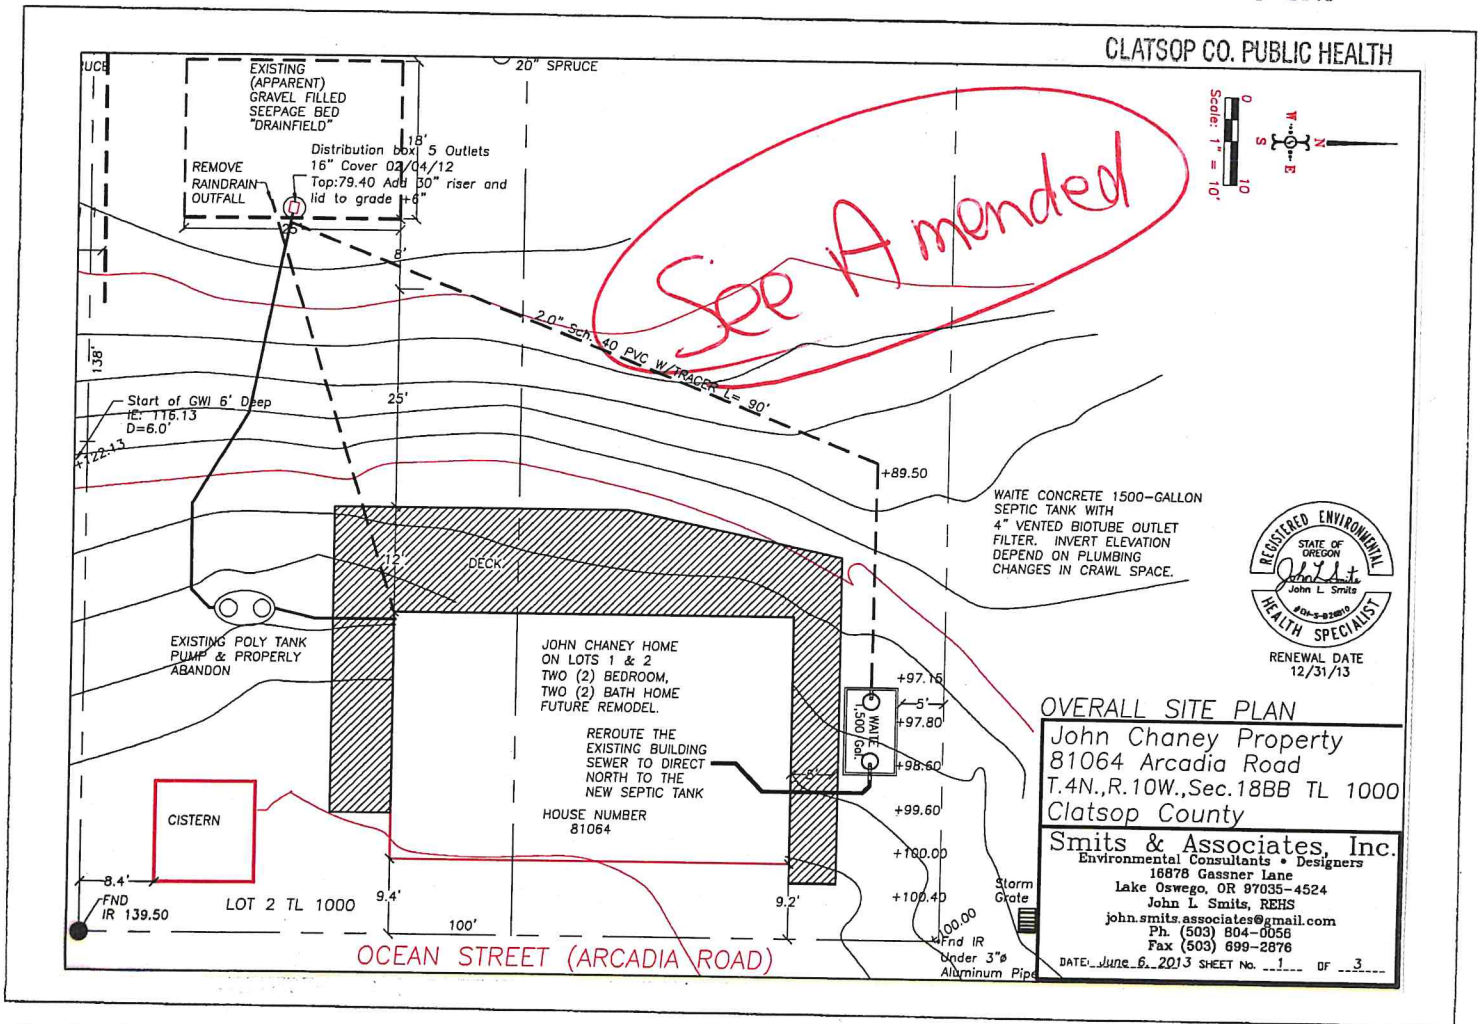 CLATSOP CO. PUBLIC HEALTH
UCE
EXISTING
(APPARENT)
GRAVEL FILLED
SEEPAGE BED
"DRAINFIELD"
20" SPRUCE
18'
Distribution box 5 Outlets
16" Cover 02/04/12
Top:79.40 Add 30" riser and
lid to grade +6"
REMOVE
RAINDRAIN
OUTFALL
25'
8'
See Amended
0
10
Scale: 1" = 10'
W
N
S
E
2.0" Sch. 40 PVC W/TRACER L= 90'
138'
25'
Start of GWI 6' Deep
IE: 116.13
D=6.0'
+122.13
+89.50
WAITE CONCRETE 1500-GALLON
SEPTIC TANK WITH
4" VENTED BIOTUBE OUTLET
FILTER. INVERT ELEVATION
DEPEND ON PLUMBING
CHANGES IN CRAWL SPACE.
REGISTERED ENVIRONMENTAL
STATE OF
OREGON
John L Smits
John L. Smits
HEALTH SPECIALIST
RENEWAL DATE
12/31/13
12'
DECK
EXISTING POLY TANK
PUMP & PROPERLY
ABANDON
JOHN CHANEY HOME
ON LOTS 1 & 2
TWO (2) BEDROOM,
TWO (2) BATH HOME
FUTURE REMODEL.
REROUTE THE
EXISTING BUILDING
SEWER TO DIRECT
NORTH TO THE
NEW SEPTIC TANK
HOUSE NUMBER
81064
WAITE
1,500 Gal.
5'
5'
+97.15
+97.80
+98.60
+99.60
+100.00
+100.40
+100.00
CISTERN
8.4'
FND
IR 139.50
LOT 2 TL 1000
9.4'
100'
9.2'
Storm
Grate
Fnd IR
Under 3"ø
Aluminum Pipe
OCEAN STREET (ARCADIA ROAD)
OVERALL SITE PLAN
John Chaney Property
81064 Arcadia Road
T.4N.,R.10W.,Sec.18BB TL 1000
Clatsop County
Smits & Associates, Inc.
Environmental Consultants • Designers
16878 Gassner Lane
Lake Oswego, OR 97035-4524
John L Smits, REHS
john.smits.associates@gmail.com
Ph. (503) 804-0056
Fax (503) 699-2876
DATE: June 6, 2013 SHEET No. 1 OF 3